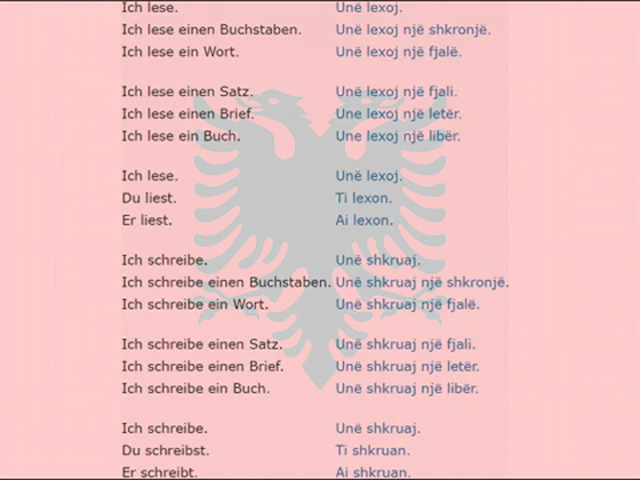 Ich lese. Unë lexoj.
Ich lese einen Buchstaben. Unë lexoj një shkronjë.
Ich lese ein Wort. Unë lexoj një fjalë.
Ich lese einen Satz. Unë lexoj një fjali.
Ich lese einen Brief. Une lexoj një letër.
Ich lese ein Buch. Une lexoj një libër.
Ich lese. Unë lexoj.
Du liest. Ti lexon.
Er liest. Ai lexon.
Ich schreibe. Unë shkruaj.
Ich schreibe einen Buchstaben. Unë shkruaj një shkronjë.
Ich schreibe ein Wort. Unë shkruaj një fjalë.
Ich schreibe einen Satz. Unë shkruaj një fjali.
Ich schreibe einen Brief. Unë shkruaj një letër.
Ich schreibe ein Buch. Unë shkruaj një libër.
Ich schreibe. Unë shkruaj.
Du schreibst. Ti shkruan.
Er schreibt. Ai shkruan.